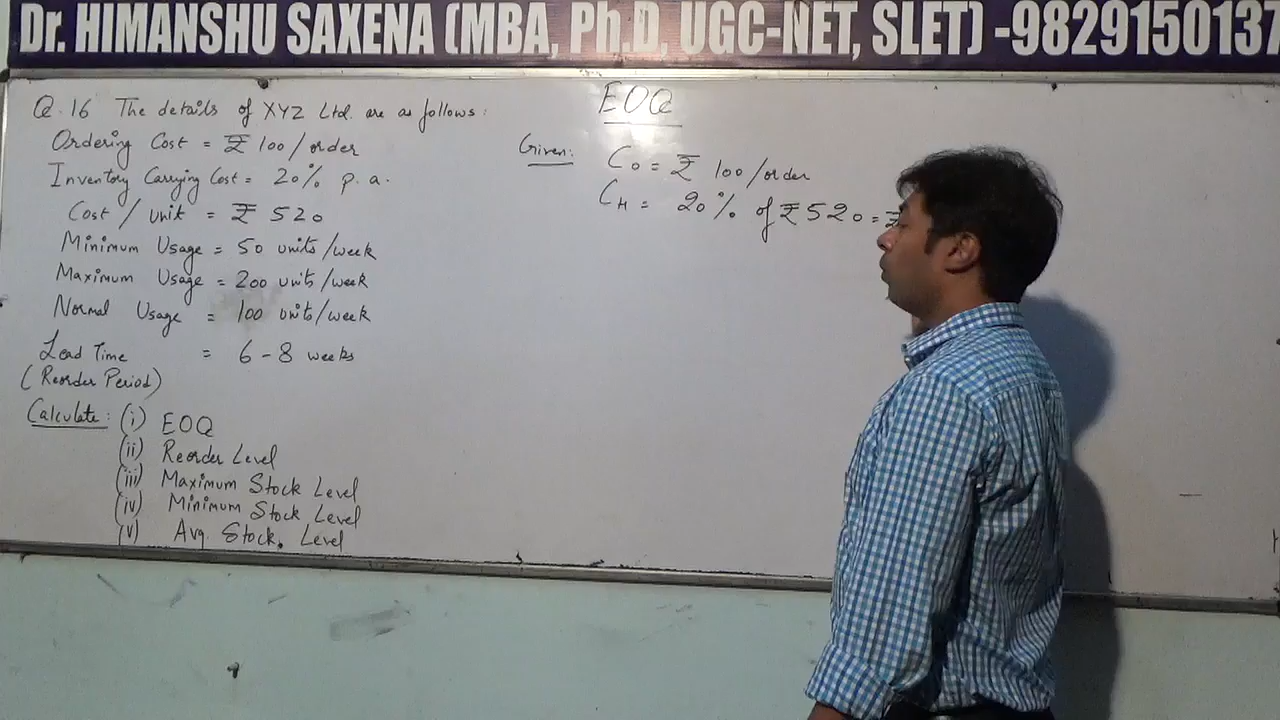 Dr. HIMANSHU SAXENA (MBA, Ph.D, UGC-NET, SLET) -9829150137
Q.16 The details of XYZ Ltd. are as follows:
Ordering Cost = ₹ 100/order
Inventory Carrying Cost = 20% p.a.
Cost/unit = ₹ 520
Minimum Usage = 50 units/week
Maximum Usage = 200 units/week
Normal Usage = 100 units/week
Lead Time = 6-8 weeks
(Reorder Period)
Calculate: (i) EOQ
(ii) Reorder Level
(iii) Maximum Stock Level
(iv) Minimum Stock Level
(v) Avg. Stock. Level
EOQ
Given: Co = ₹ 100/order
CH = 20% of ₹520 = ₹